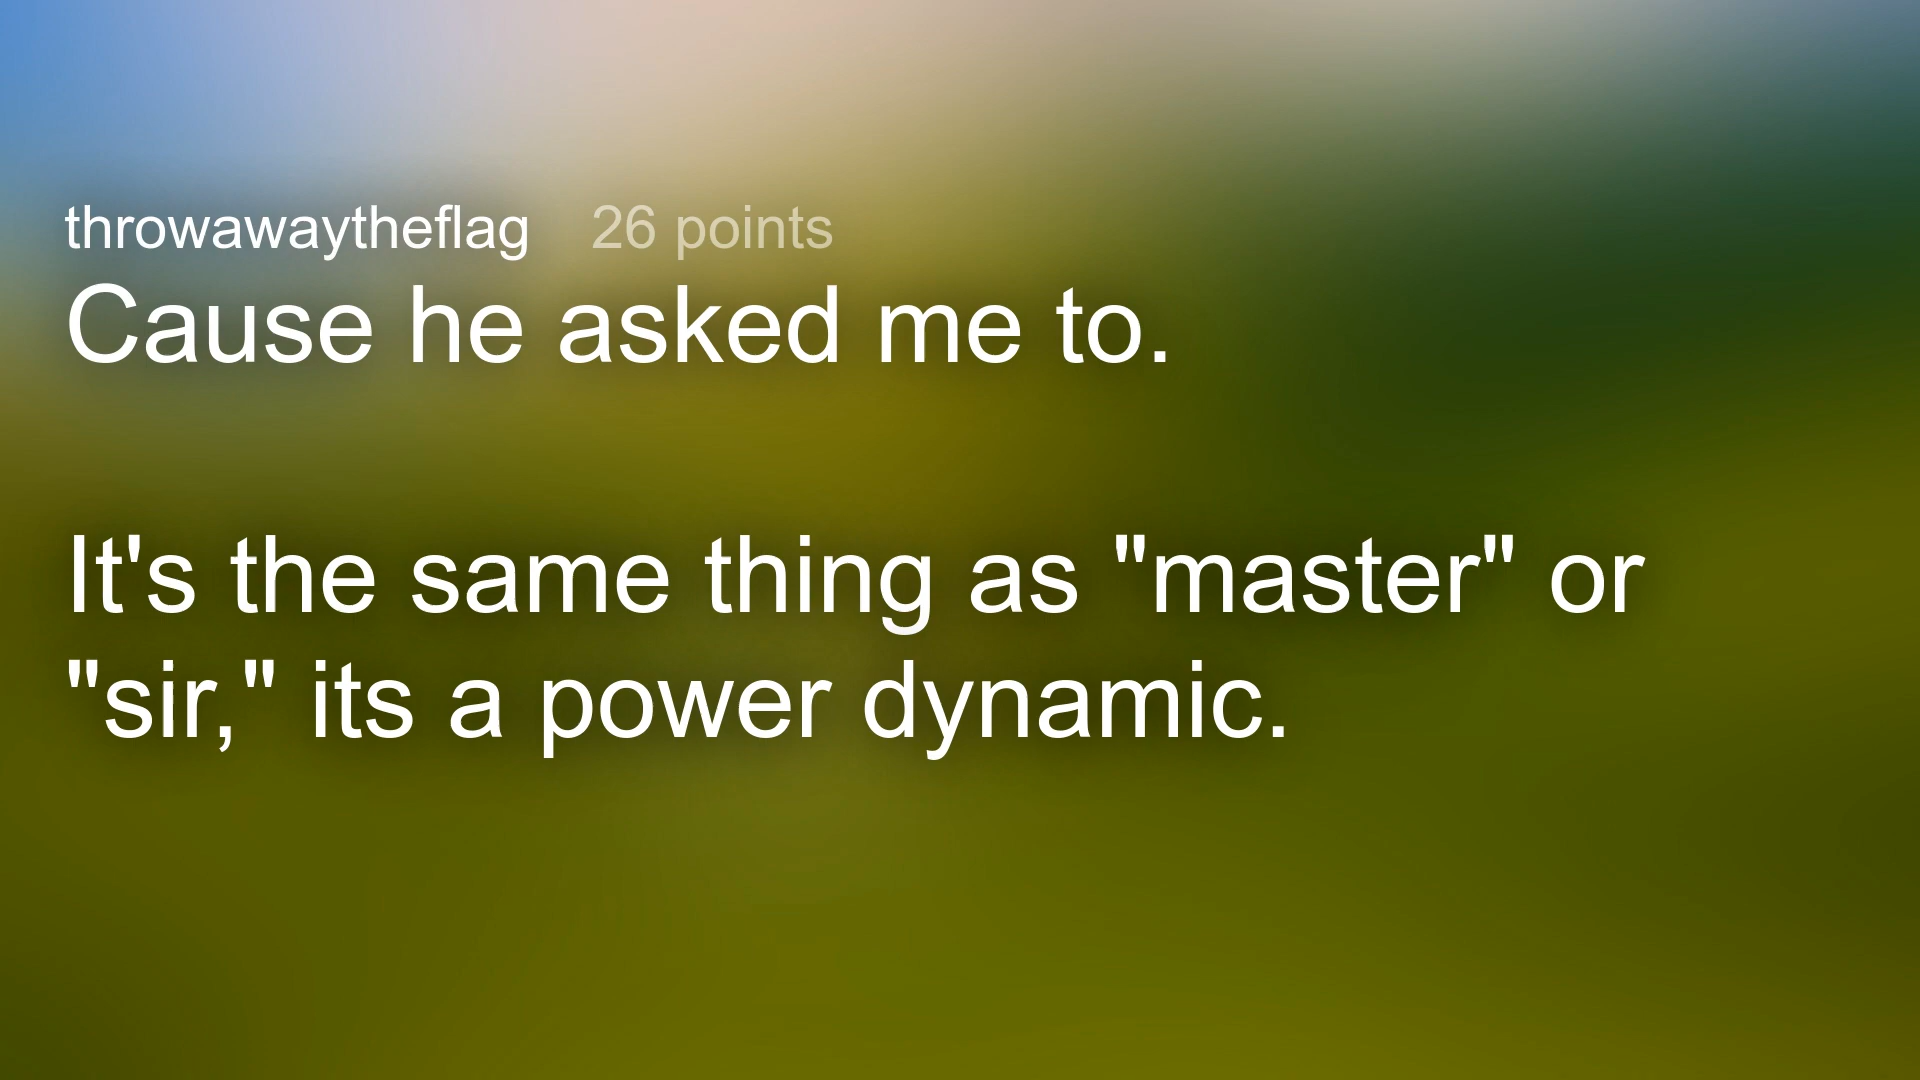 throwawaytheflag 26 points
Cause he asked me to.
It's the same thing as "master" or
"sir," its a power dynamic.